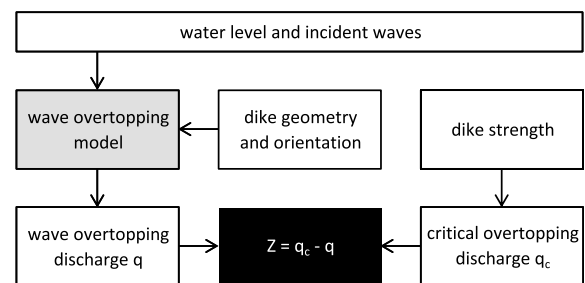 water level and incident waves
wave overtopping
model
dike geometry
and orientation
dike strength
wave overtopping
discharge q
Z = qc - q
critical overtopping
discharge qc